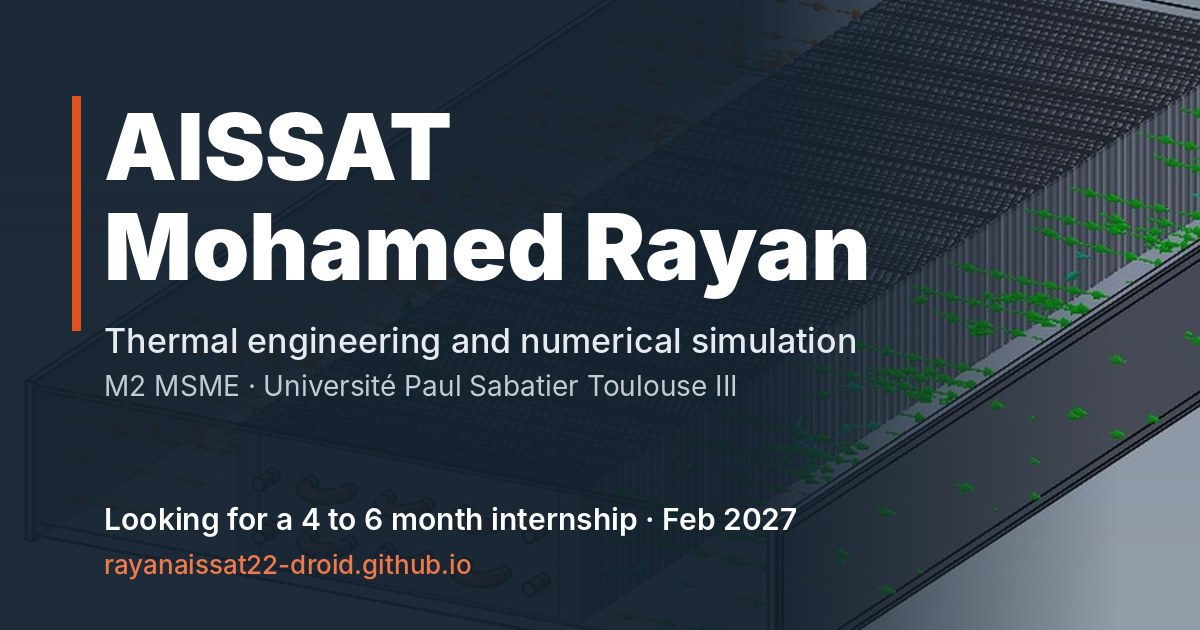 AISSAT
Mohamed Rayan
Thermal engineering and numerical simulation
M2 MSME · Université Paul Sabatier Toulouse III
Looking for a 4 to 6 month internship · Feb 2027
rayanaissat22-droid.github.io